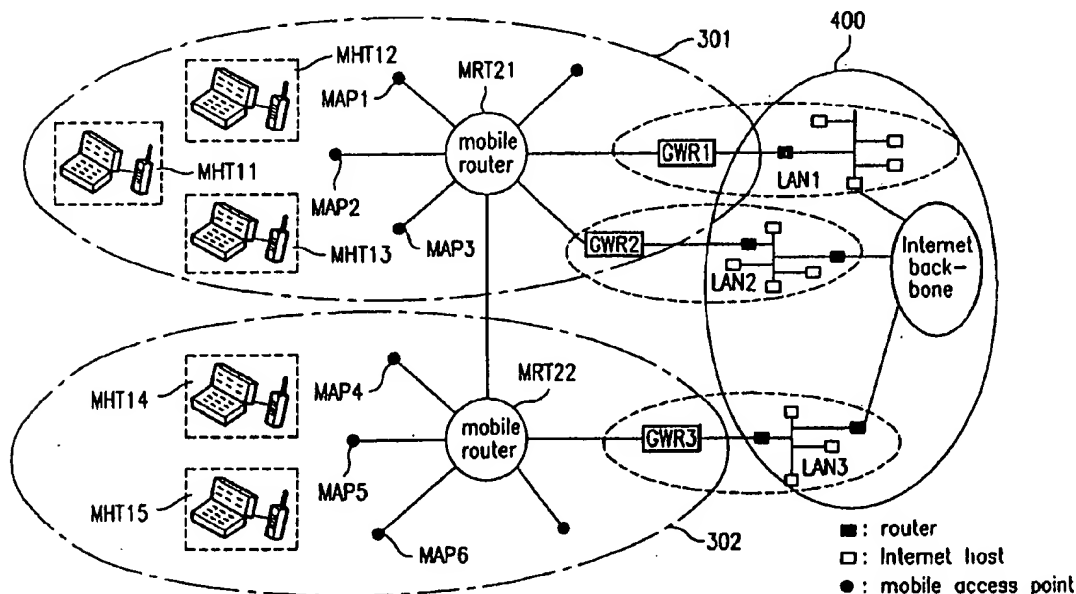 301
400
MHT12
MRT21
MAP1
mobile
router
GWR1
MHT11
LAN1
MAP2
MAP3
MHT13
GWR2
LAN2
Internet
back-
bone
MHT14
MAP4
MRT22
mobile
router
GWR3
LAN3
MAP5
MHT15
MAP6
302
: router
: Internet host
: mobile access point